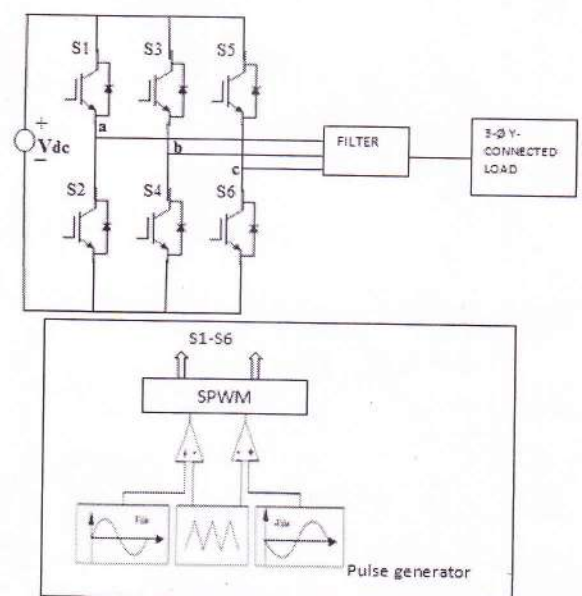 S1 S3 S5
+
Vdc
−
a
b
c
FILTER
3-Ø Y-
CONNECTED
LOAD
S2 S4 S6
S1-S6
SPWM
+ -
Pulse generator